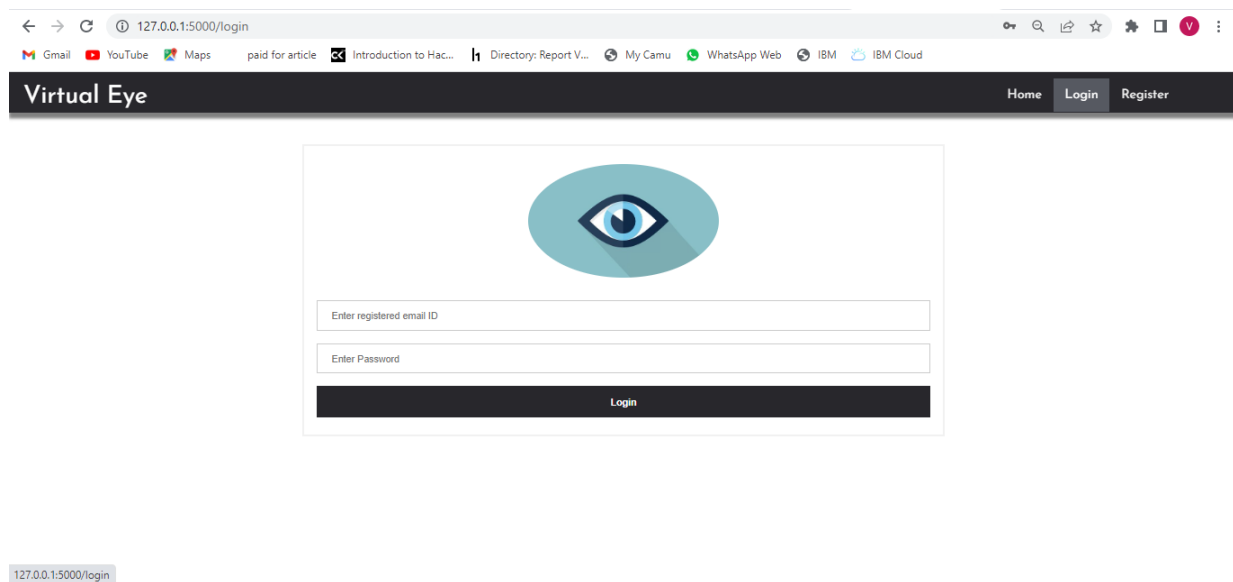 127.0.0.1:5000/login
V
Gmail YouTube Maps paid for article CK Introduction to Hac... h Directory: Report V... My Camu WhatsApp Web IBM IBM Cloud
Virtual Eye Home Login Register
Enter registered email ID
Enter Password
Login
127.0.0.1:5000/login